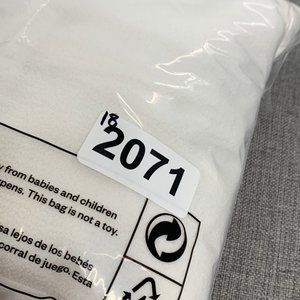 18
2071
y from babies and children
pens. This bag is not a toy.
sa lejos de los bebés
corral de juego. Esta